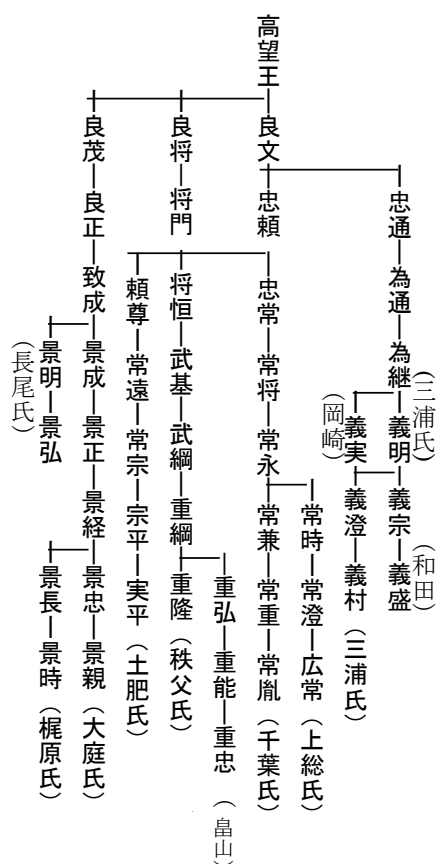 高望王―良文―忠頼―忠常―常将―常永―常兼―常重―常胤（千葉氏）
忠通―為通―為継―義明―義宗―義盛
（三浦氏）
（和田）
義実
（岡崎）
義澄―義村（三浦氏）
常時―常澄―広常（上総氏）
良将―将門
将恒―武基―武綱―重綱―重隆（秩父氏）
重弘―重能―重忠
（畠山）
頼尊―常遠―常宗―宗平―実平（土肥氏）
良茂―良正―致成―景成―景正―景経―景忠―景親（大庭氏）
景明―景弘
（長尾氏）
景長―景時（梶原氏）